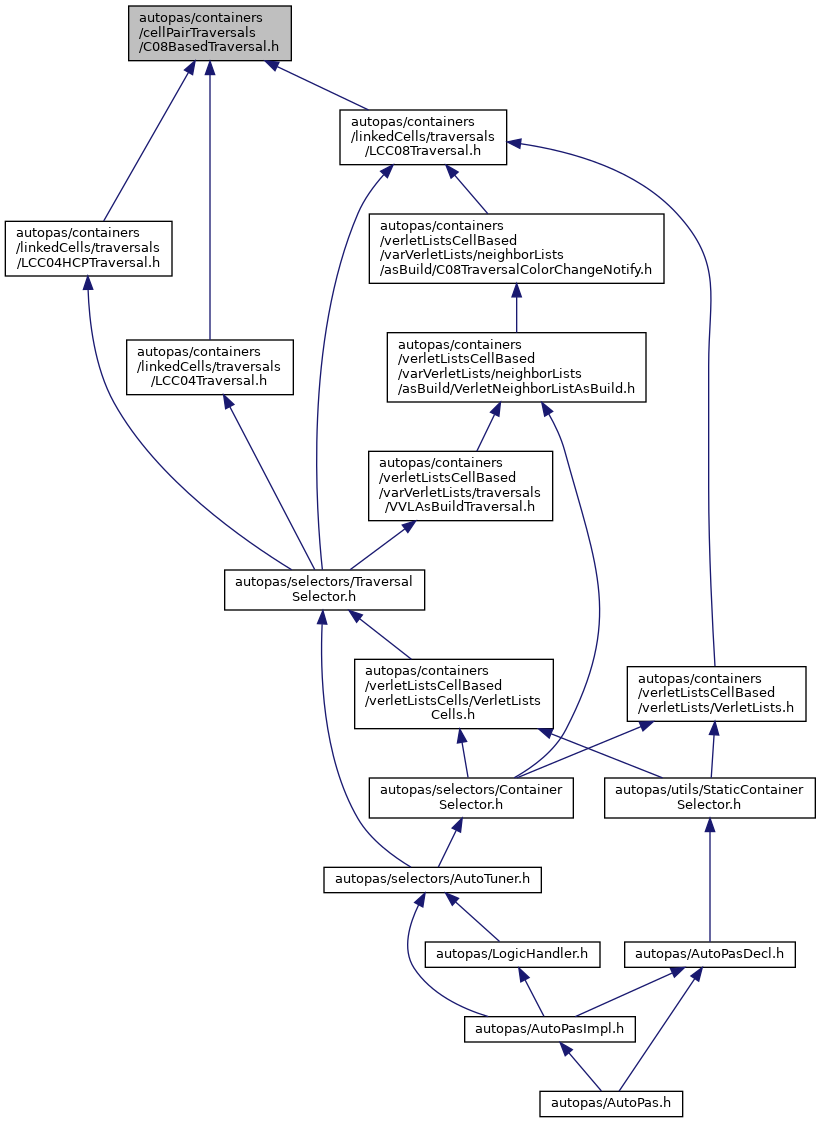 autopas/containers
/cellPairTraversals
/C08BasedTraversal.h
autopas/containers
/linkedCells/traversals
/LCC08Traversal.h
autopas/containers
/linkedCells/traversals
/LCC04HCPTraversal.h
autopas/containers
/verletListsCellBased
/varVerletLists/neighborLists
/asBuild/C08TraversalColorChangeNotify.h
autopas/containers
/linkedCells/traversals
/LCC04Traversal.h
autopas/containers
/verletListsCellBased
/varVerletLists/neighborLists
/asBuild/VerletNeighborListAsBuild.h
autopas/containers
/verletListsCellBased
/varVerletLists/traversals
/VVLAsBuildTraversal.h
autopas/selectors/Traversal
Selector.h
autopas/containers
/verletListsCellBased
/verletListsCells/VerletLists
Cells.h
autopas/containers
/verletListsCellBased
/verletLists/VerletLists.h
autopas/selectors/Container
Selector.h
autopas/utils/StaticContainer
Selector.h
autopas/selectors/AutoTuner.h
autopas/LogicHandler.h
autopas/AutoPasDecl.h
autopas/AutoPasImpl.h
autopas/AutoPas.h